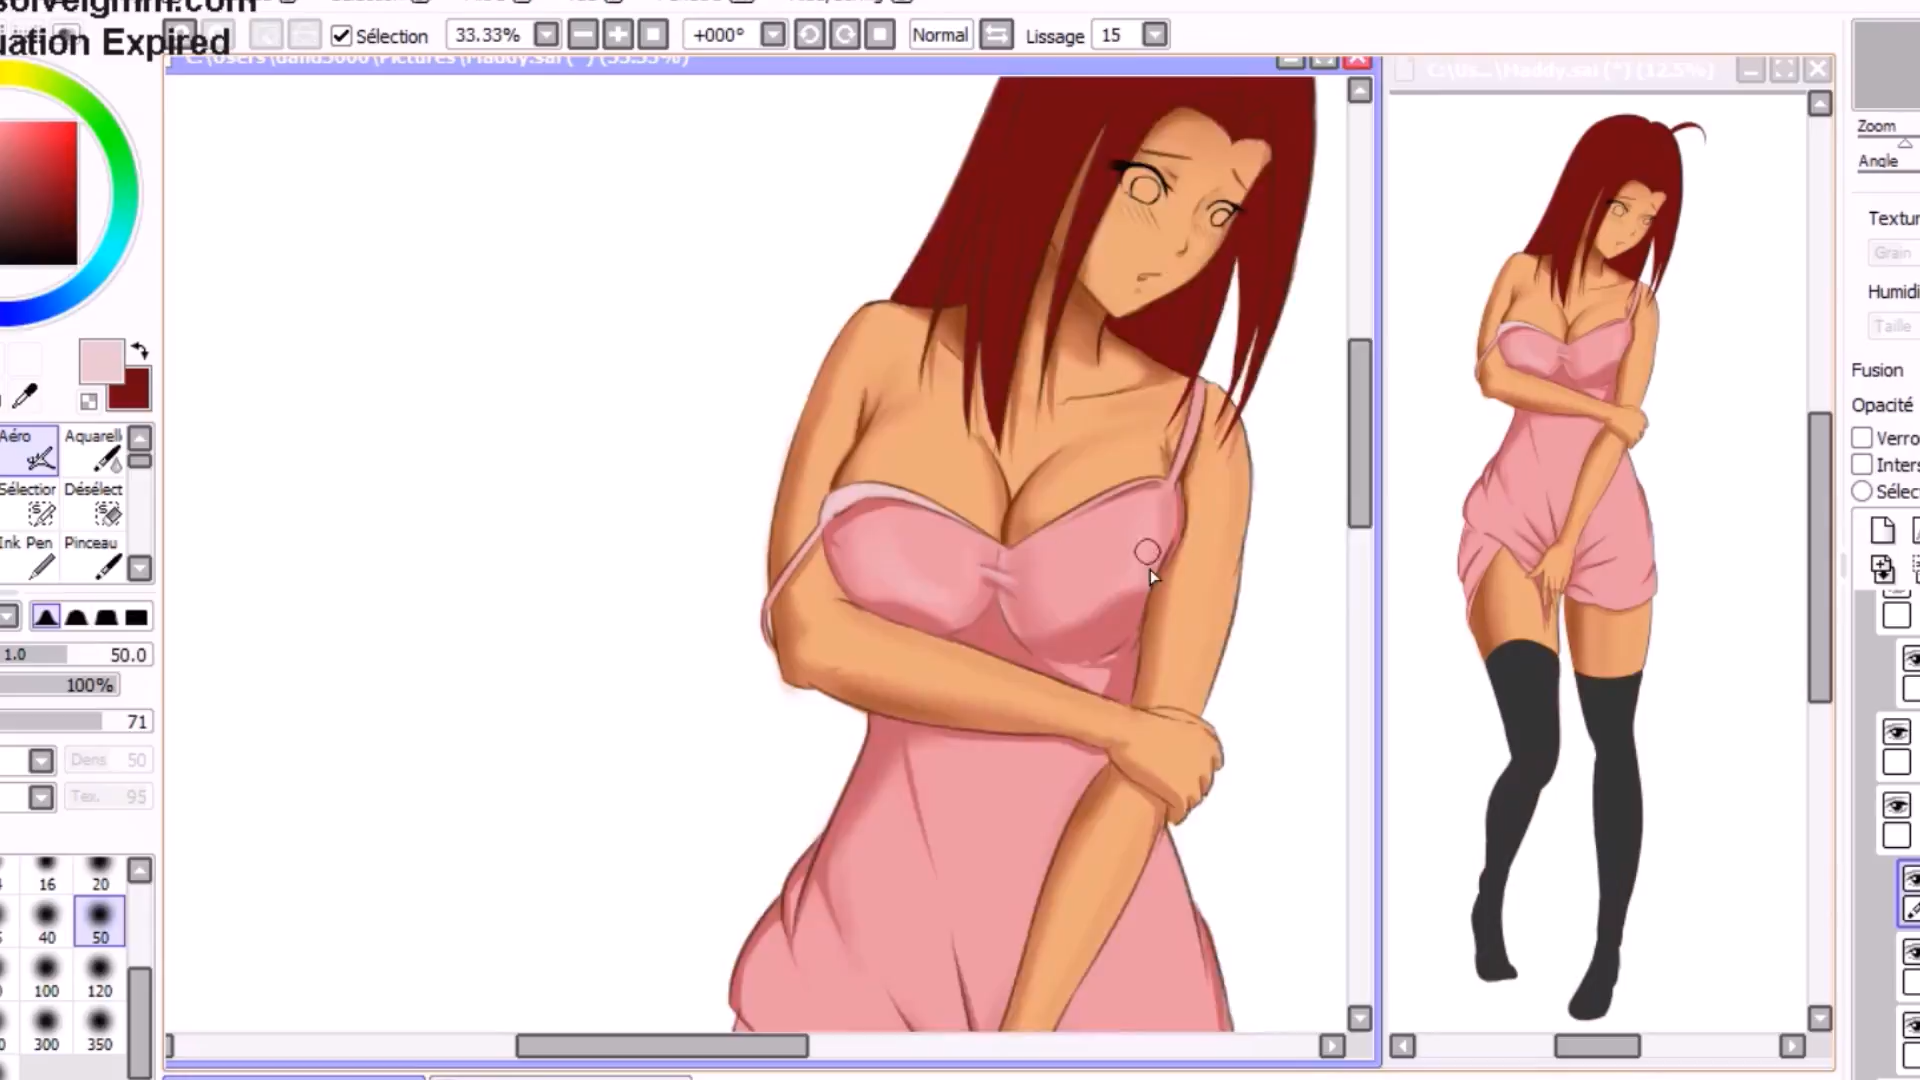 uation Expired
Sélection 33.33% +000° Normal Lissage 15
Zoom
Angle
Textur
Grain
Humidi
Taille
Fusion
Opacité
Verro
Inters
Sélec
Aéro Aquarell
Sélection Désélect
Ink Pen Pinceau
1.0 50.0
100%
71
Dens 50
Tex. 95
16 20
40 50
100 120
300 350